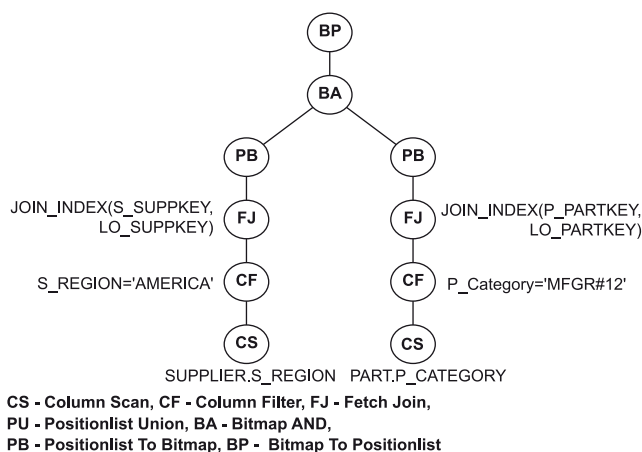 BP
BA
PB PB
JOIN_INDEX(S_SUPPKEY,
LO_SUPPKEY)
FJ FJ
JOIN_INDEX(P_PARTKEY,
LO_PARTKEY)
S_REGION='AMERICA' CF CF P_Category='MFGR#12'
CS CS
SUPPLIER.S_REGION PART.P_CATEGORY
CS - Column Scan, CF - Column Filter, FJ - Fetch Join,
PU - Positionlist Union, BA - Bitmap AND,
PB - Positionlist To Bitmap, BP - Bitmap To Positionlist